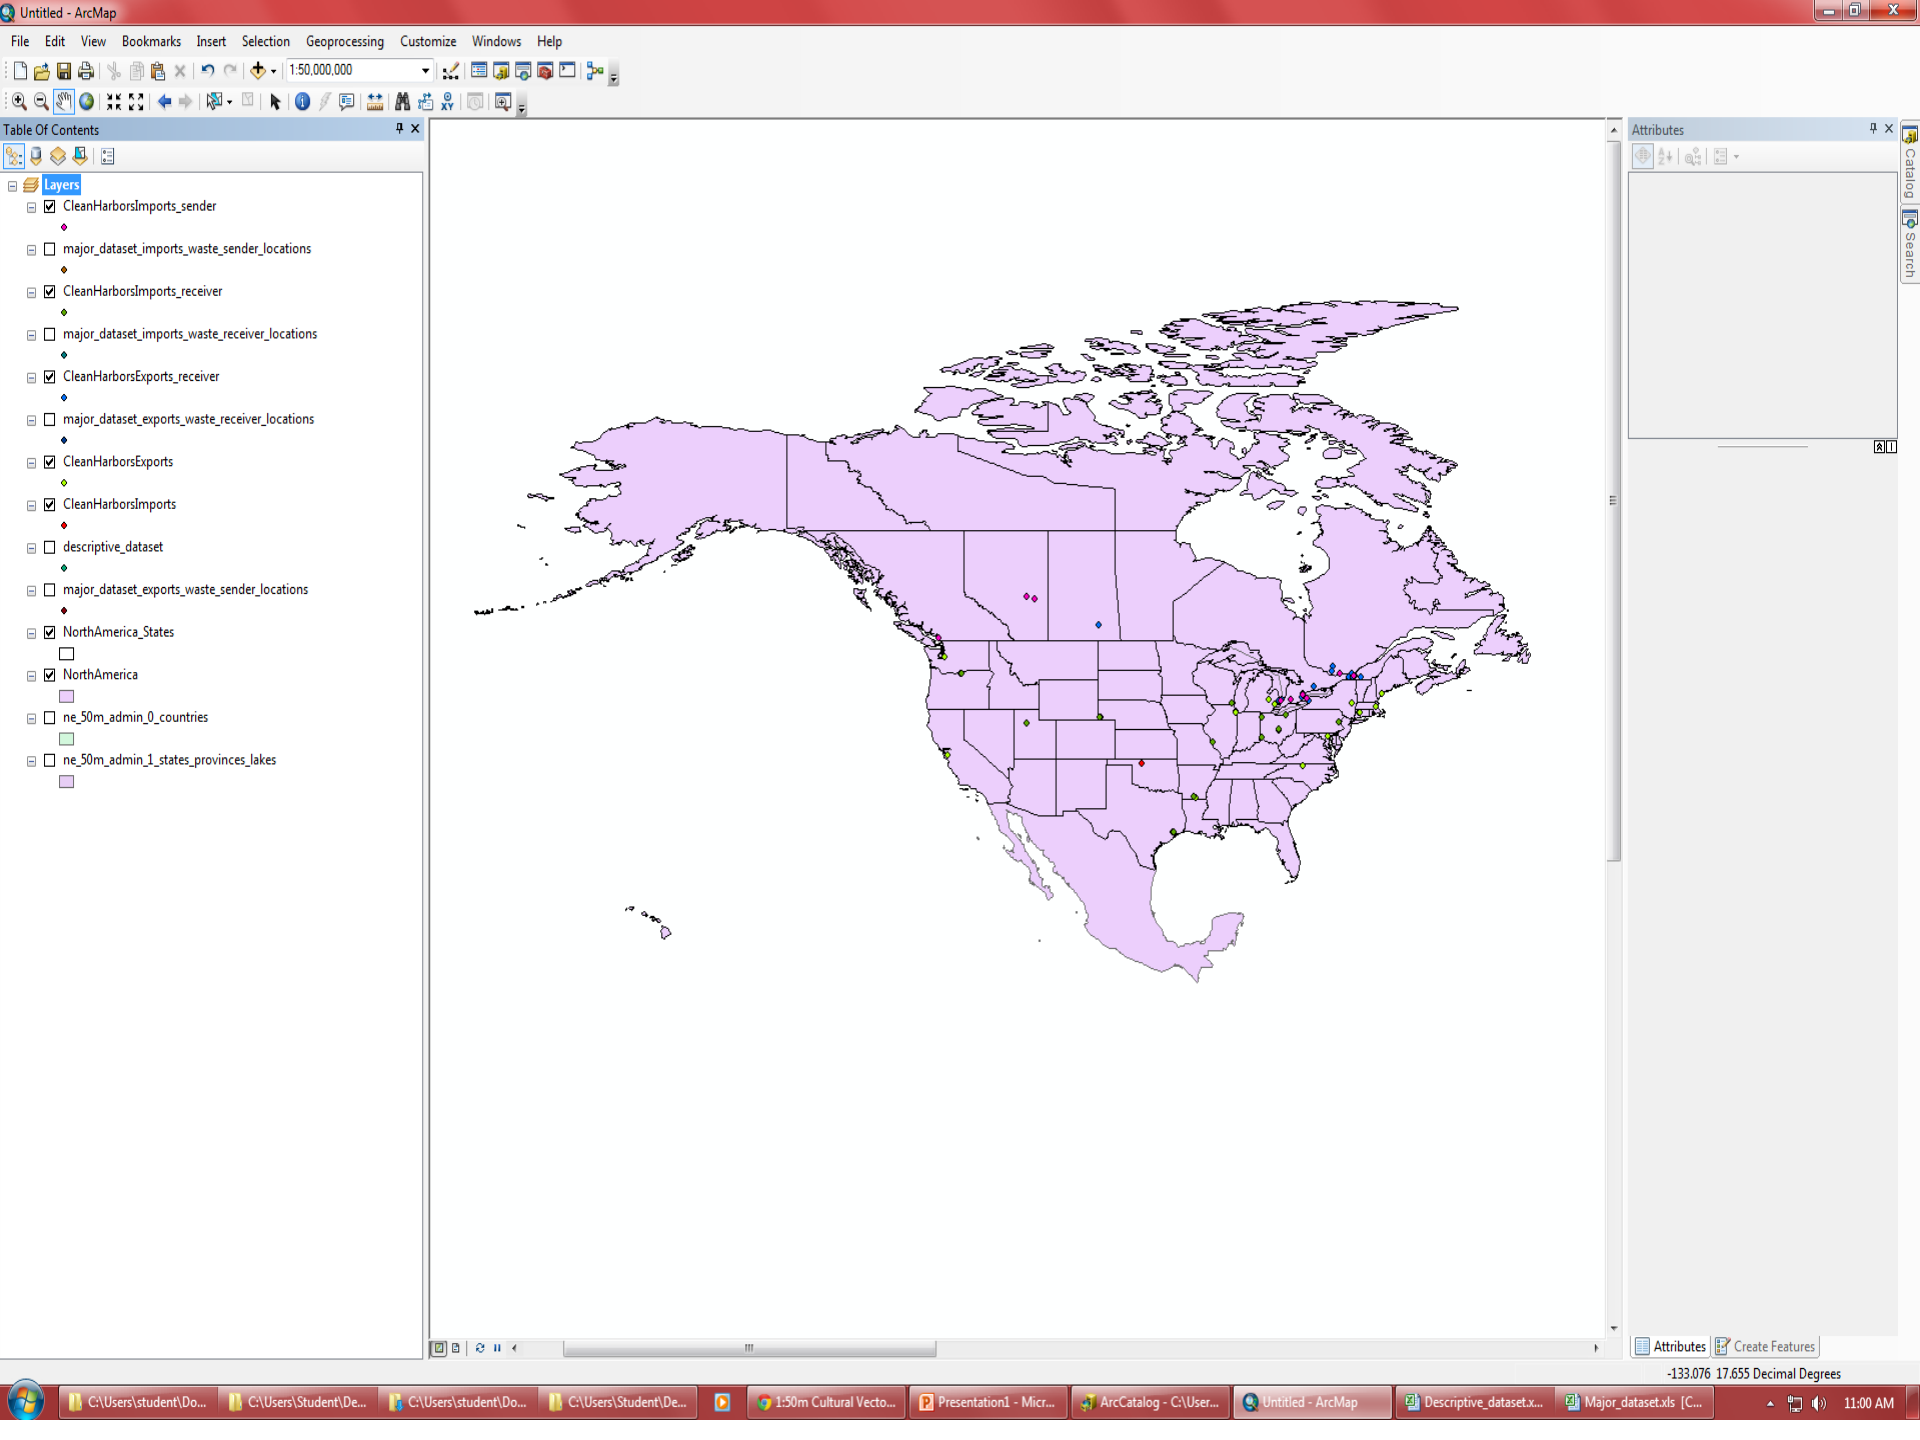 Untitled - ArcMap
File Edit View Bookmarks Insert Selection Geoprocessing Customize Windows Help
1:50,000,000
Table Of Contents
Attributes
Layers
CleanHarborsImports_sender
major_dataset_imports_waste_sender_locations
CleanHarborsImports_receiver
major_dataset_imports_waste_receiver_locations
CleanHarborsExports_receiver
major_dataset_exports_waste_receiver_locations
CleanHarborsExports
CleanHarborsImports
descriptive_dataset
major_dataset_exports_waste_sender_locations
NorthAmerica_States
NorthAmerica
ne_50m_admin_0_countries
ne_50m_admin_1_states_provinces_lakes
Catalog
Search
Attributes Create Features
-133.076 17.655 Decimal Degrees
C:\Users\student\Do... C:\Users\Student\De... C:\Users\student\Do... C:\Users\Student\De... 1:50m Cultural Vecto... Presentation1 - Micr... ArcCatalog - C:\User... Untitled - ArcMap Descriptive_dataset.x... Major_dataset.xls [C... 11:00 AM